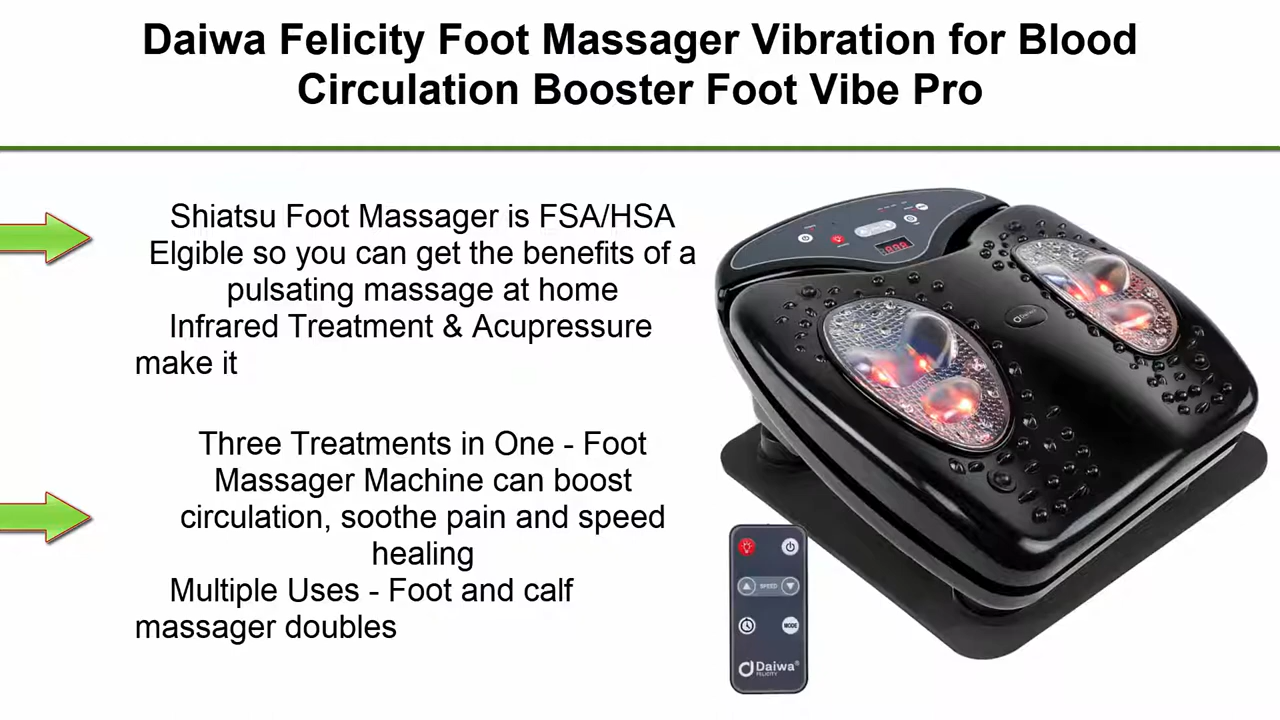 Daiwa Felicity Foot Massager Vibration for Blood
Circulation Booster Foot Vibe Pro
Shiatsu Foot Massager is FSA/HSA
Elgible so you can get the benefits of a
pulsating massage at home
Infrared Treatment & Acupressure
make it
Three Treatments in One - Foot
Massager Machine can boost
circulation, soothe pain and speed
healing
Multiple Uses - Foot and calf
massager doubles
Daiwa
SPEED
MODE
Daiwa®
FELICITY